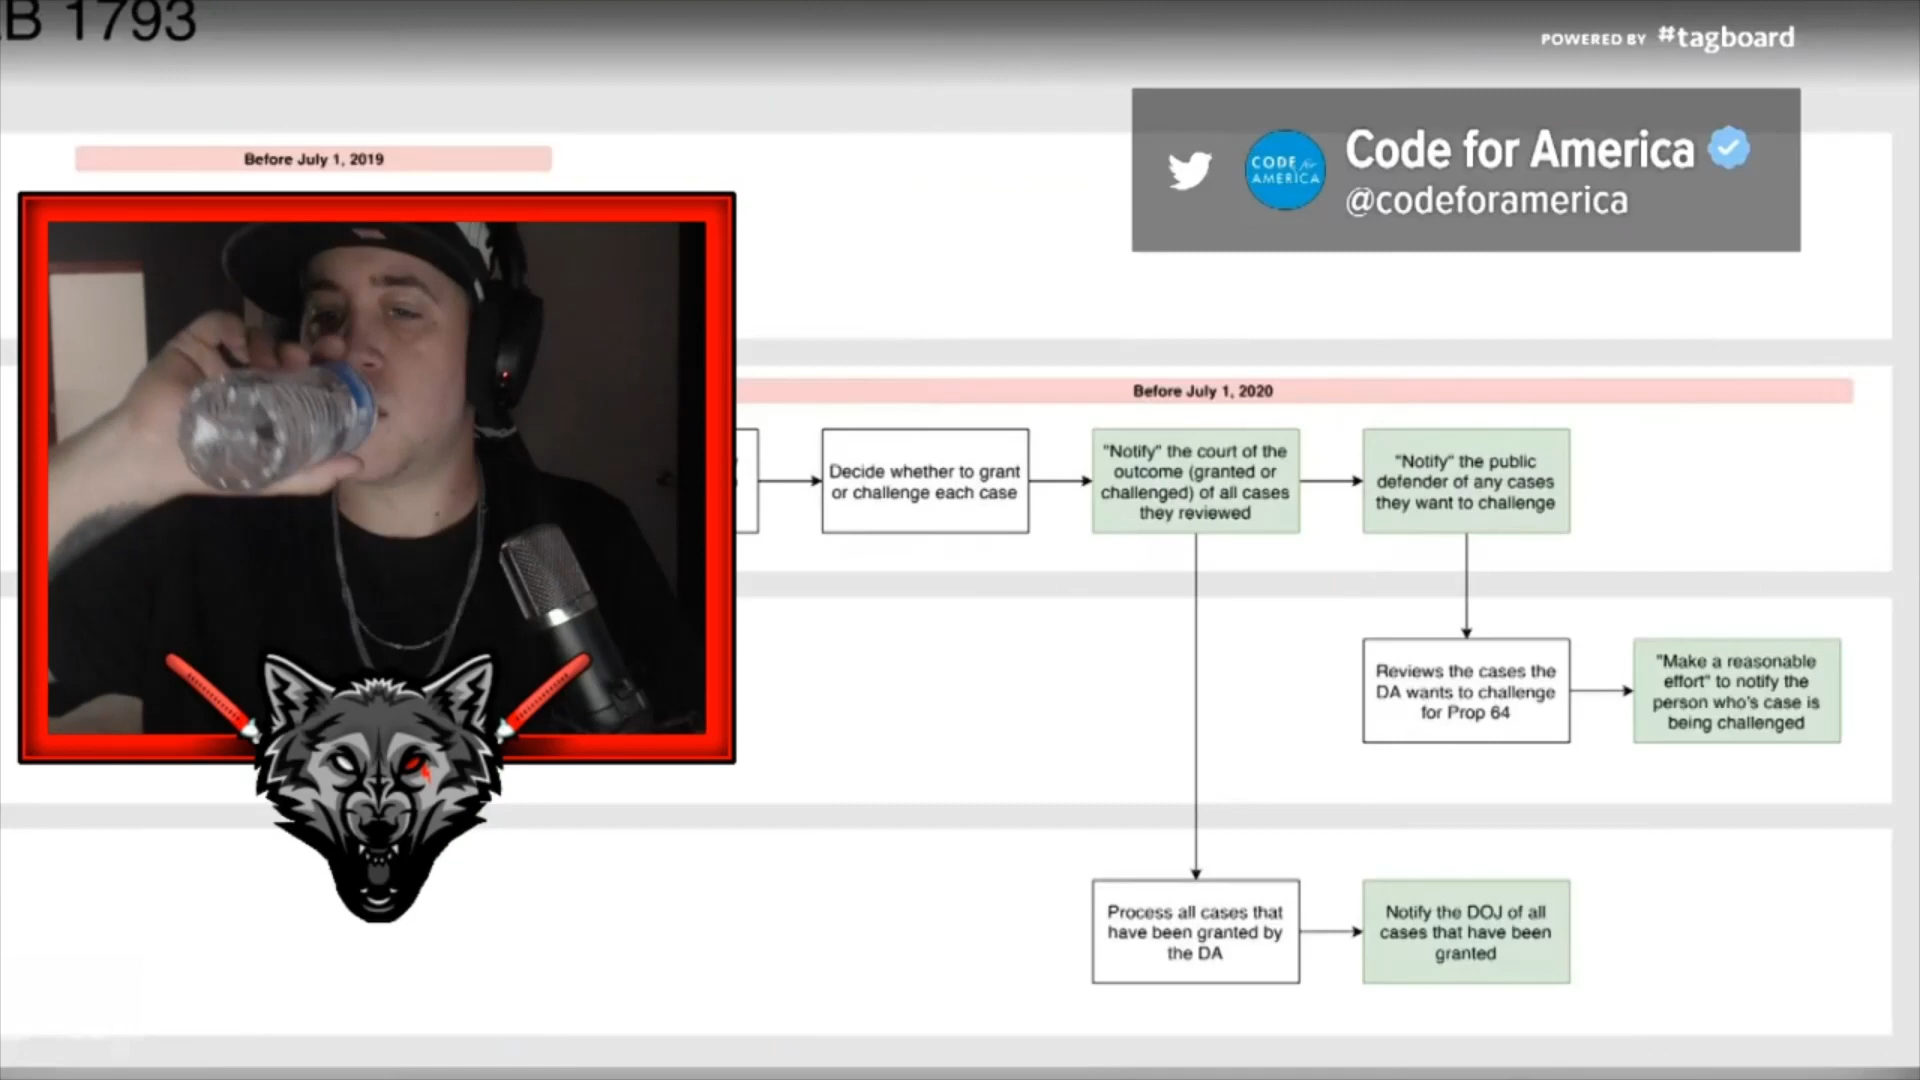 B 1793
POWERED BY #tagboard
Before July 1, 2019
CODE for
AMERICA
Code for America
@codeforamerica
Before July 1, 2020
Decide whether to grant
or challenge each case
"Notify" the court of the
outcome (granted or
challenged) of all cases
they reviewed
"Notify" the public
defender of any cases
they want to challenge
Reviews the cases the
DA wants to challenge
for Prop 64
"Make a reasonable
effort" to notify the
person who's case is
being challenged
Process all cases that
have been granted by
the DA
Notify the DOJ of all
cases that have been
granted